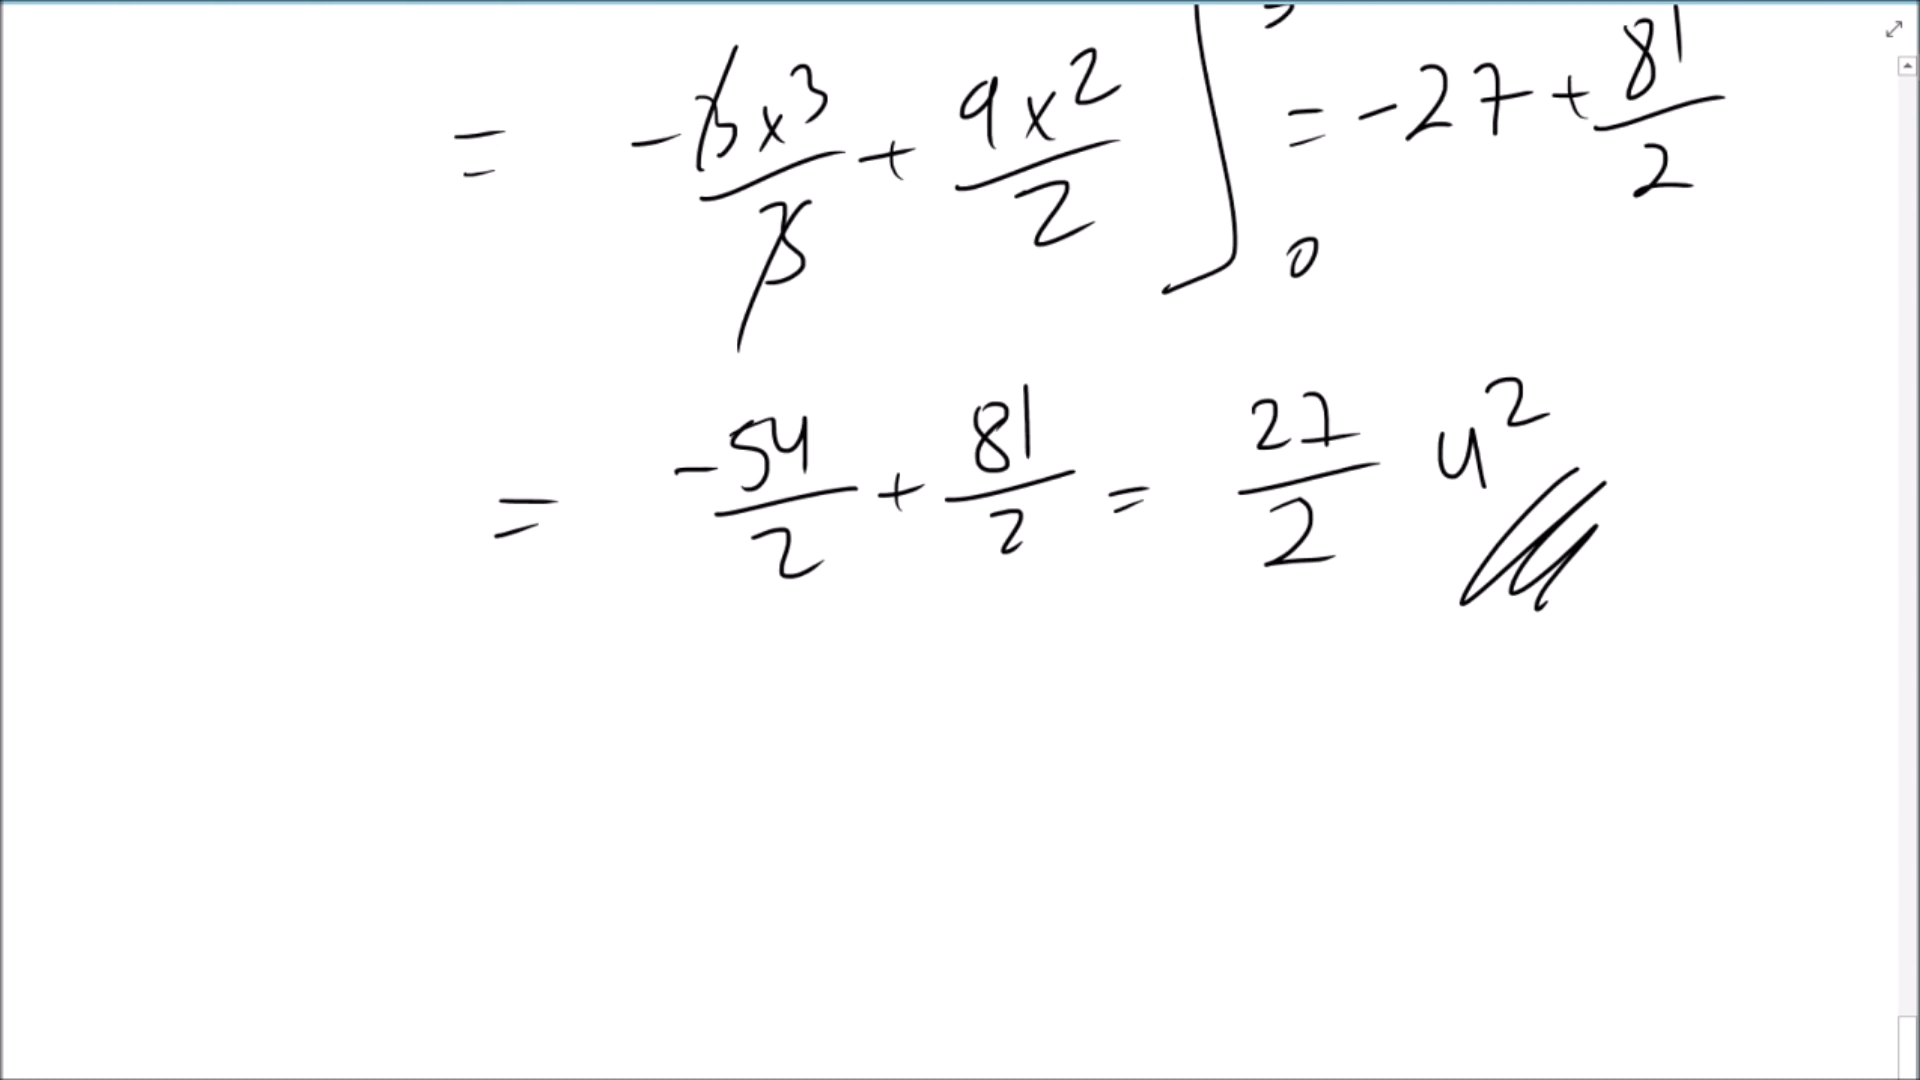 = -3x³/3 + 9x²/2 ]₀³ = -27 + 81/2
= -54/2 + 81/2 = 27/2 u²